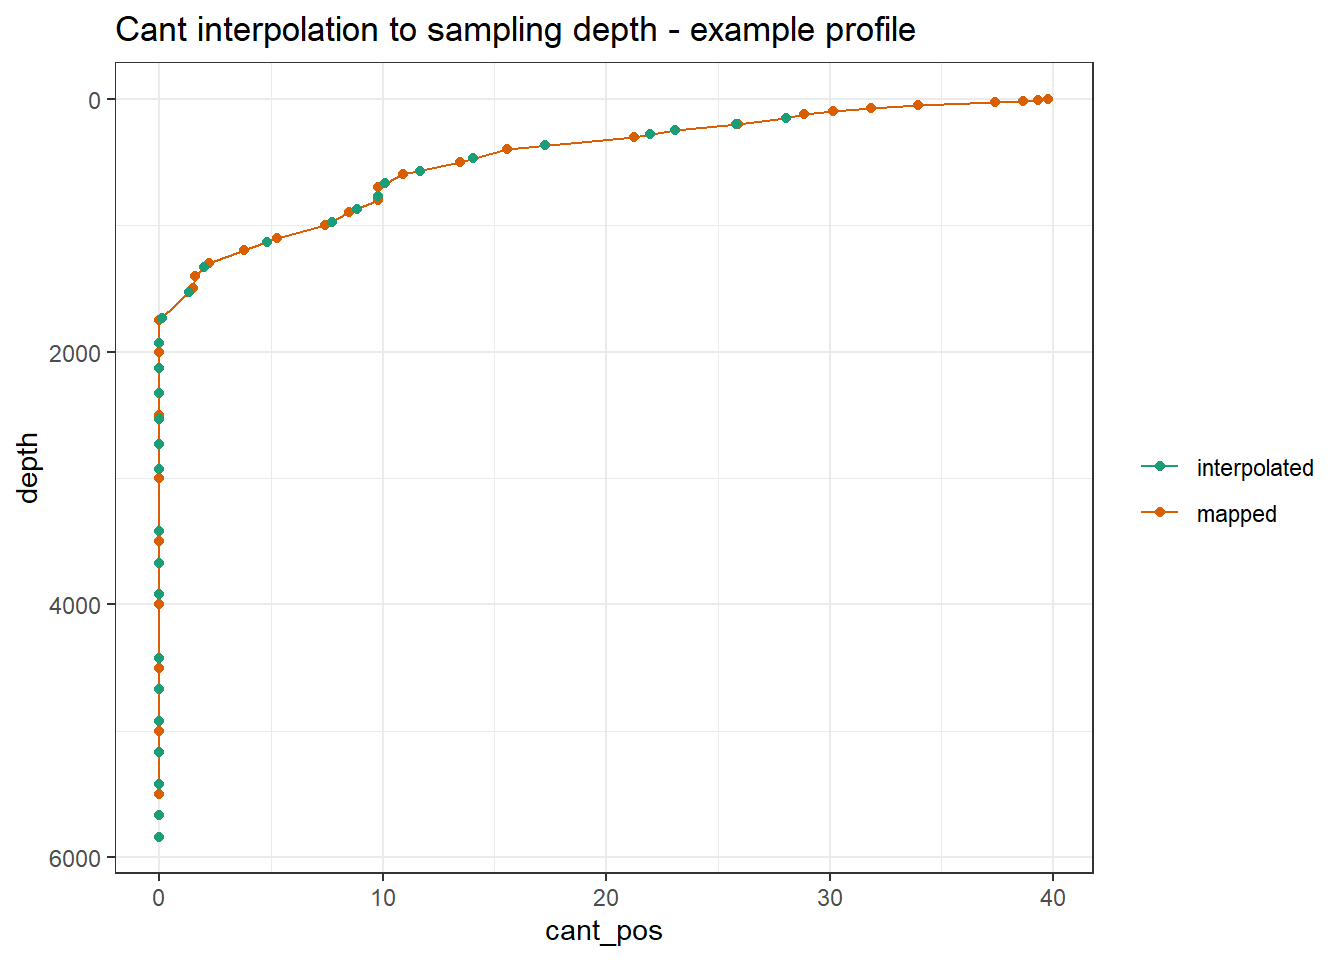 Cant interpolation to sampling depth - example profile
0
2000
4000
6000
depth
0 10 20 30 40
cant_pos
interpolated
mapped